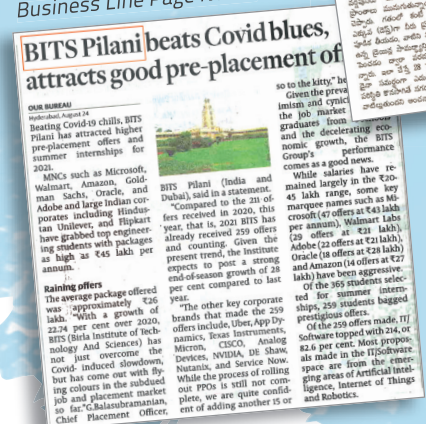 Business Line Page
BITS Pilani beats Covid blues,
attracts good pre-placement of
OUR BUREAU
Hyderabad, August 24
Beating Covid-19 chills, BITS
Pilani has attracted higher
pre-placement offers and
summer internships for
2021.
MNCs such as Microsoft,
Walmart, Amazon, Gold-
man Sachs, Oracle, and
Adobe and large Indian cor-
porates including Hindus-
tan Unilever, and Flipkart
have grabbed top engineer-
ing students with packages
as high as ₹45 lakh per
annum.
Raining offers
The average package offered
was approximately ₹26
lakh. "With a growth of
22.74 per cent over 2020,
BITS (Birla Institute of Tech-
nology And Sciences) has
not just overcome the
Covid- induced slowdown,
but has come out with fly-
ing colours in the subdued
job and placement market
so far."G.Balasubramanian,
Chief Placement Officer,
BITS Pilani (India and
Dubai), said in a statement.
"Compared to the 211 of-
fers received in 2020, this
year, that is, 2021 BITS has
already received 259 offers
and counting. Given the
present trend, the Institute
expects to post a strong
end-of-season growth of 28
per cent compared to last
year.
"The other key corporate
brands that made the 259
offers include, Uber, App Dy-
namics, Texas Instruments,
Micron, CISCO, Analog
Devices, NVIDIA, DE Shaw,
Nutanix, and Service Now.
While the process of rolling
out PPOs is still not com-
plete, we are quite confid-
ent of adding another 15 or
so to the kitty," he
Given the preva
imism and cynic
the job market
graduates from
and the decelerating eco-
nomic growth, the BITS
Group's performance
comes as a good news.
While salaries have re-
mained largely in the ₹20-
45 lakh range, some key
marquee names such as Mi-
crosoft (47 offers at ₹43 lakh
per annum), Walmart Labs
(29 offers at ₹21 lakh),
Adobe (22 offers at ₹21 lakh),
Oracle (18 offers at ₹28 lakh)
and Amazon (14 offers at ₹27
lakh) have been aggressive.
Of the 365 students selec-
ted for summer intern-
ships, 259 students bagged
prestigious offers.
Of the 259 offers made, IT/
Software topped with 214, or
82.6 per cent. Most propos-
als made in the IT/Software
space are from the emer-
ging areas of Artificial Intel-
ligence, Internet of Things
and Robotics.